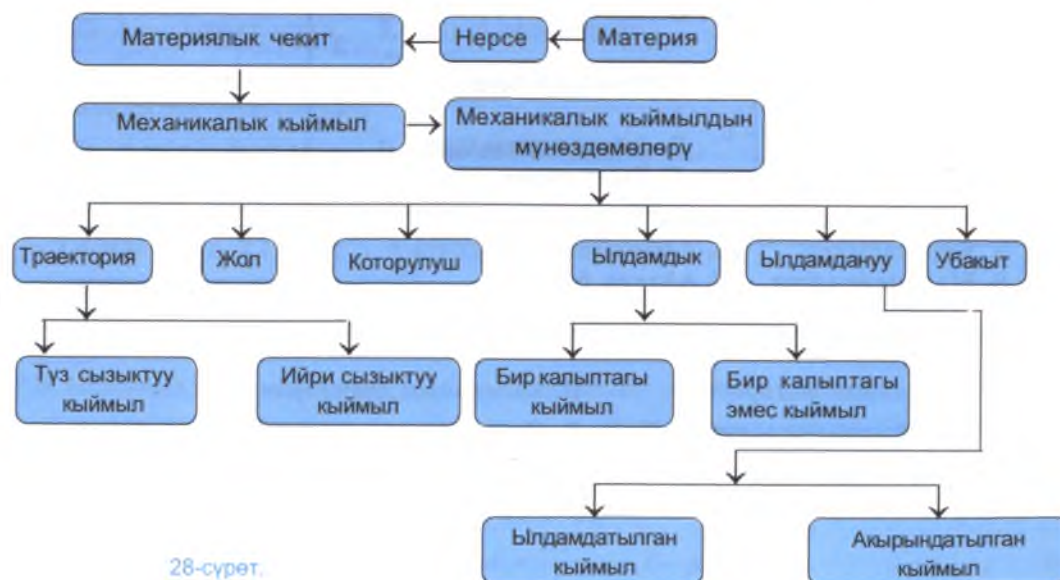 Материялык чекит
Нерсе
Материя
Механикалык кыймыл
Механикалык кыймылдын
мүнөздөмөлөрү
Траектория
Жол
Которулуш
Ылдамдык
Ылдамдануу
Убакыт
Түз сызыктуу
кыймыл
Ийри сызыктуу
кыймыл
Бир калыптагы
кыймыл
Бир калыптагы
эмес кыймыл
Ылдамдатылган
кыймыл
Акырындатылган
кыймыл
28-сүрөт.